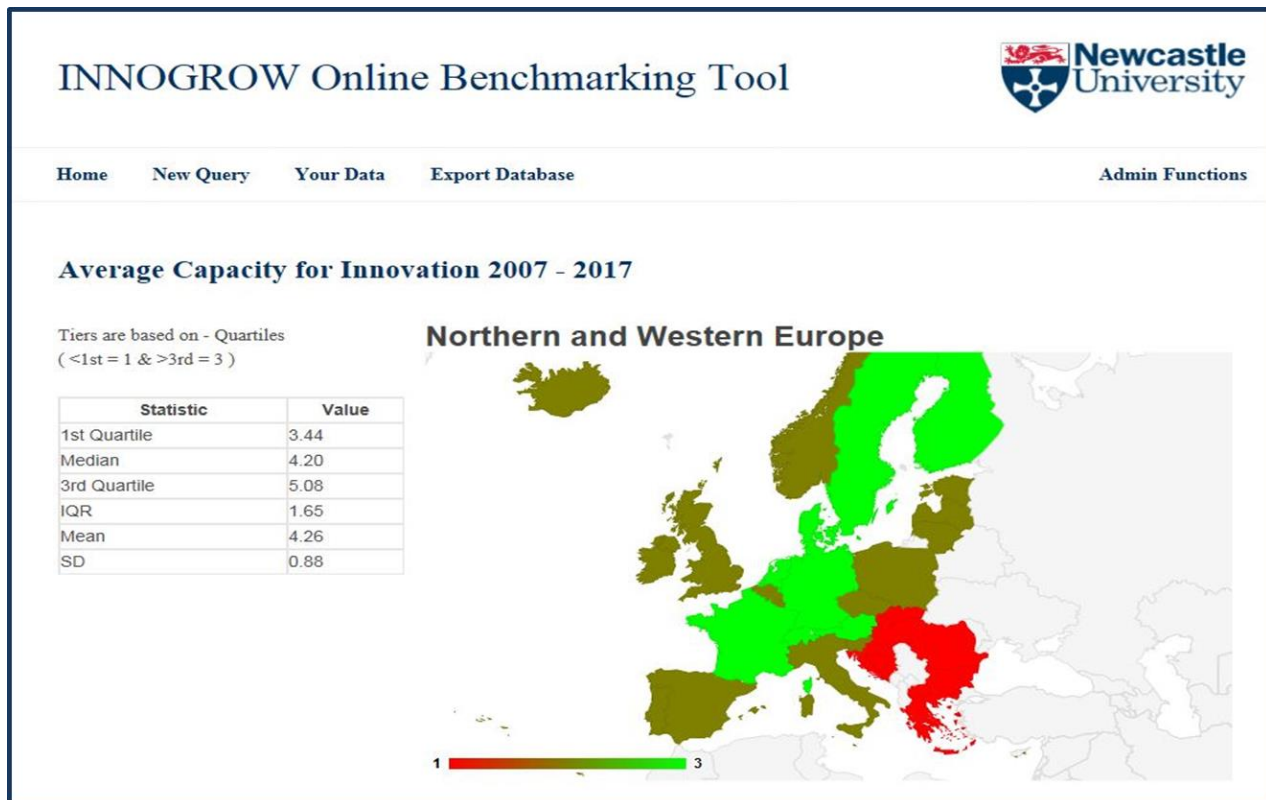 INNOGROW Online Benchmarking Tool
Newcastle
University
Home New Query Your Data Export Database Admin Functions
Average Capacity for Innovation 2007 - 2017
Tiers are based on - Quartiles
( <1st = 1 & >3rd = 3 )
Statistic Value
1st Quartile 3.44
Median 4.20
3rd Quartile 5.08
IQR 1.65
Mean 4.26
SD 0.88
Northern and Western Europe
1 3